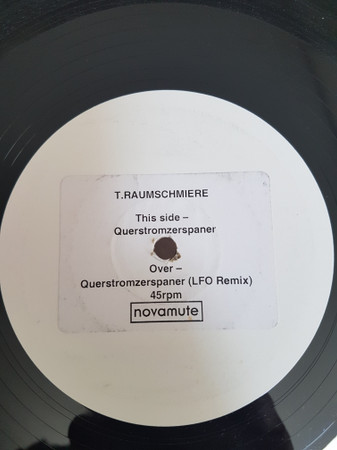 T.RAUMSCHMIERE
This side –
Querstromzerspaner
Over –
Querstromzerspaner (LFO Remix)
45rpm
novamute